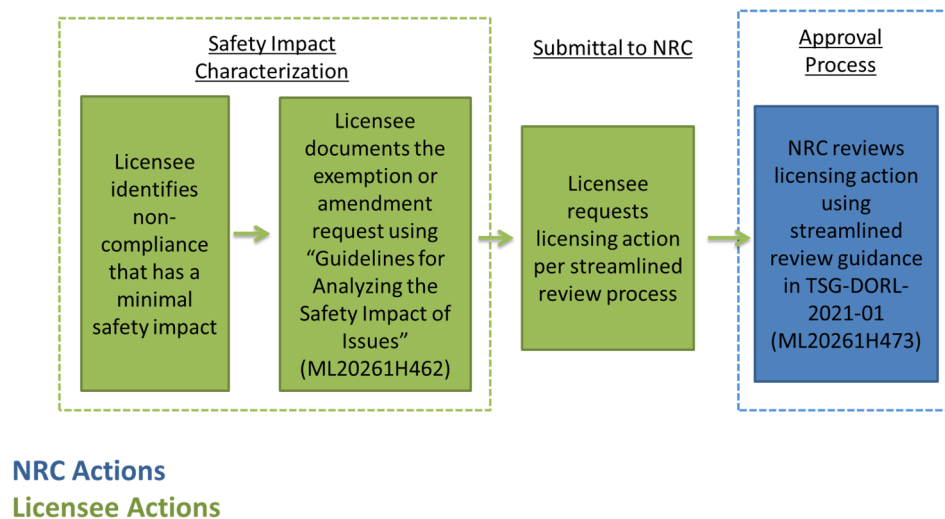 Safety Impact
Characterization
Licensee
identifies
non-
compliance
that has a
minimal
safety impact
Licensee
documents the
exemption or
amendment
request using
“Guidelines for
Analyzing the
Safety Impact of
Issues”
(ML20261H462)
Submittal to NRC
Licensee
requests
licensing action
per streamlined
review process
Approval
Process
NRC reviews
licensing action
using
streamlined
review guidance
in TSG-DORL-
2021-01
(ML20261H473)
NRC Actions
Licensee Actions